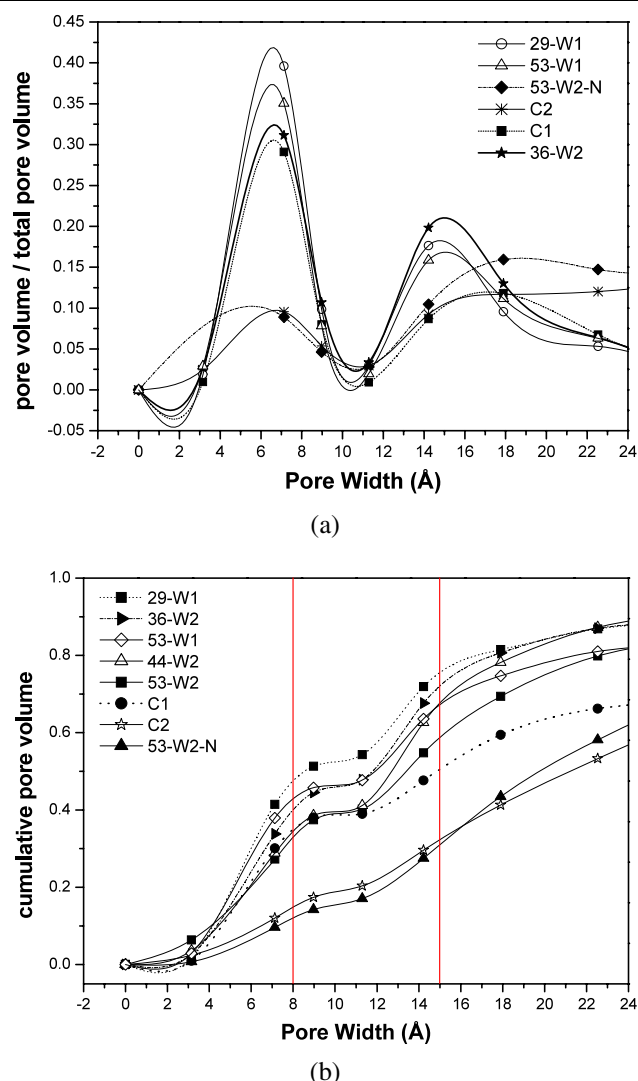 0.45
0.40
0.35
0.30
0.25
0.20
0.15
0.10
0.05
0.00
-0.05
pore volume / total pore volume
29-W1
53-W1
53-W2-N
C2
C1
36-W2
-2 0 2 4 6 8 10 12 14 16 18 20 22 24
Pore Width (Å)
(a)
1.0
0.8
0.6
0.4
0.2
0.0
cumulative pore volume
29-W1
36-W2
53-W1
44-W2
53-W2
C1
C2
53-W2-N
-2 0 2 4 6 8 10 12 14 16 18 20 22 24
Pore Width (Å)
(b)